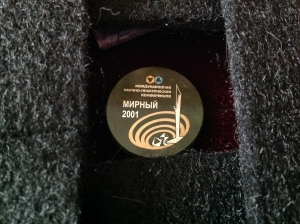 МЕЖДУНАРОДНАЯ
НАУЧНО-ПРАКТИЧЕСКАЯ
КОНФЕРЕНЦИЯ
МИРНЫЙ
2001